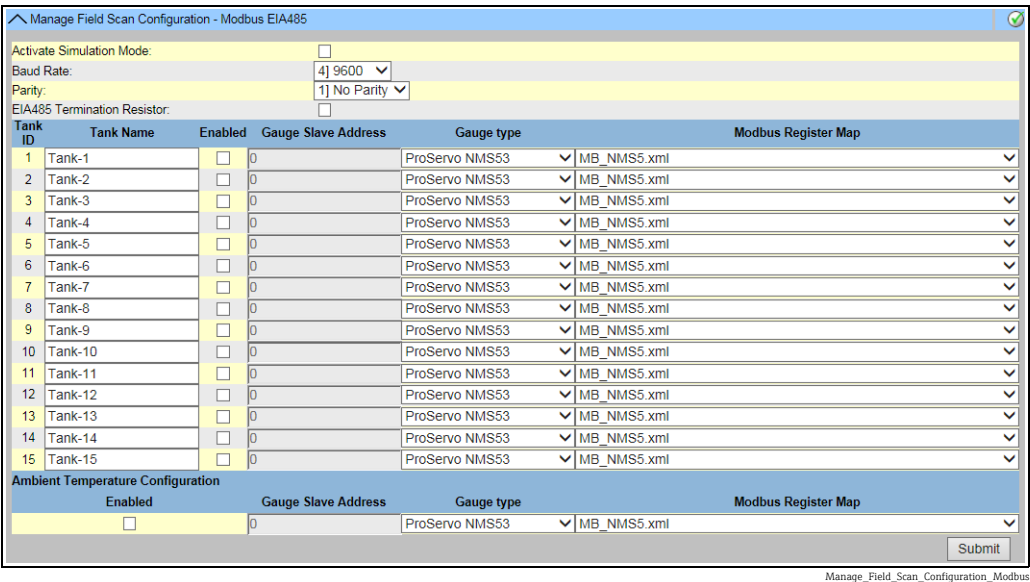 Manage Field Scan Configuration - Modbus EIA485
Activate Simulation Mode:
Baud Rate: 4] 9600
Parity: 1] No Parity
EIA485 Termination Resistor:
Tank ID Tank Name Enabled Gauge Slave Address Gauge type Modbus Register Map
1 Tank-1 0 ProServo NMS53 MB_NMS5.xml
2 Tank-2 0 ProServo NMS53 MB_NMS5.xml
3 Tank-3 0 ProServo NMS53 MB_NMS5.xml
4 Tank-4 0 ProServo NMS53 MB_NMS5.xml
5 Tank-5 0 ProServo NMS53 MB_NMS5.xml
6 Tank-6 0 ProServo NMS53 MB_NMS5.xml
7 Tank-7 0 ProServo NMS53 MB_NMS5.xml
8 Tank-8 0 ProServo NMS53 MB_NMS5.xml
9 Tank-9 0 ProServo NMS53 MB_NMS5.xml
10 Tank-10 0 ProServo NMS53 MB_NMS5.xml
11 Tank-11 0 ProServo NMS53 MB_NMS5.xml
12 Tank-12 0 ProServo NMS53 MB_NMS5.xml
13 Tank-13 0 ProServo NMS53 MB_NMS5.xml
14 Tank-14 0 ProServo NMS53 MB_NMS5.xml
15 Tank-15 0 ProServo NMS53 MB_NMS5.xml
Ambient Temperature Configuration
Enabled Gauge Slave Address Gauge type Modbus Register Map
0 ProServo NMS53 MB_NMS5.xml
Submit
Manage_Field_Scan_Configuration_Modbus